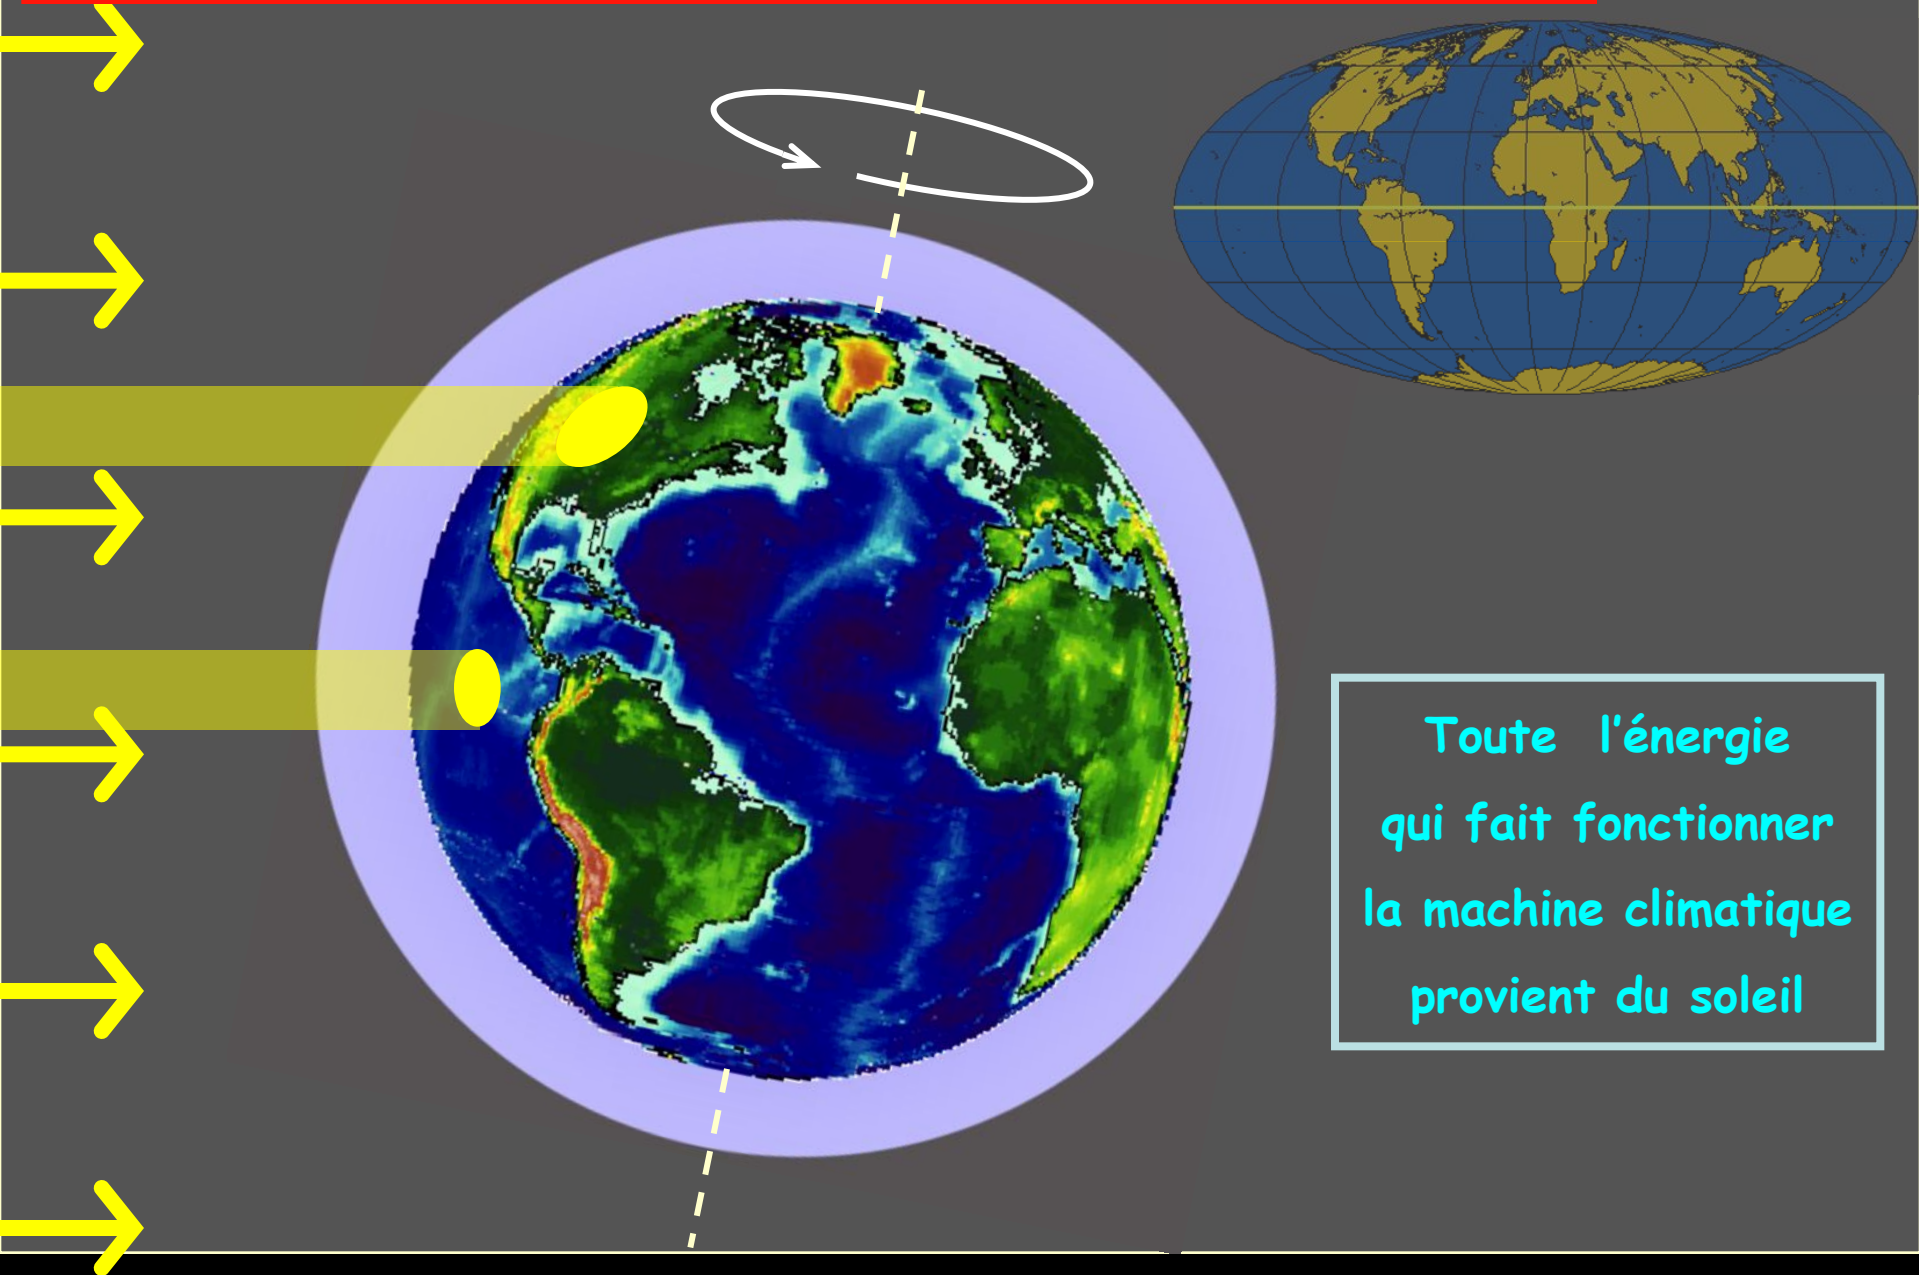 Toute l'énergie
qui fait fonctionner
la machine climatique
provient du soleil